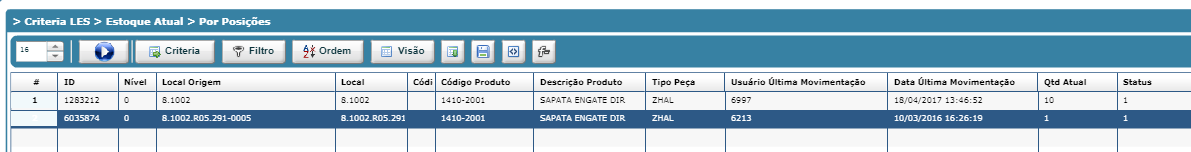 > Criteria LES > Estoque Atual > Por Posições
16 Criteria Filtro Ordem Visão
# ID Nível Local Origem Local Códi Código Produto Descrição Produto Tipo Peça Usuário Última Movimentação Data Última Movimentação Qtd Atual Status
1 1283212 0 8.1002 8.1002 1410-2001 SAPATA ENGATE DIR ZHAL 6997 18/04/2017 13:46:52 10 1
6035874 0 8.1002.R05.291-0005 8.1002.R05.291 1410-2001 SAPATA ENGATE DIR ZHAL 6213 10/03/2016 16:26:19 1 1